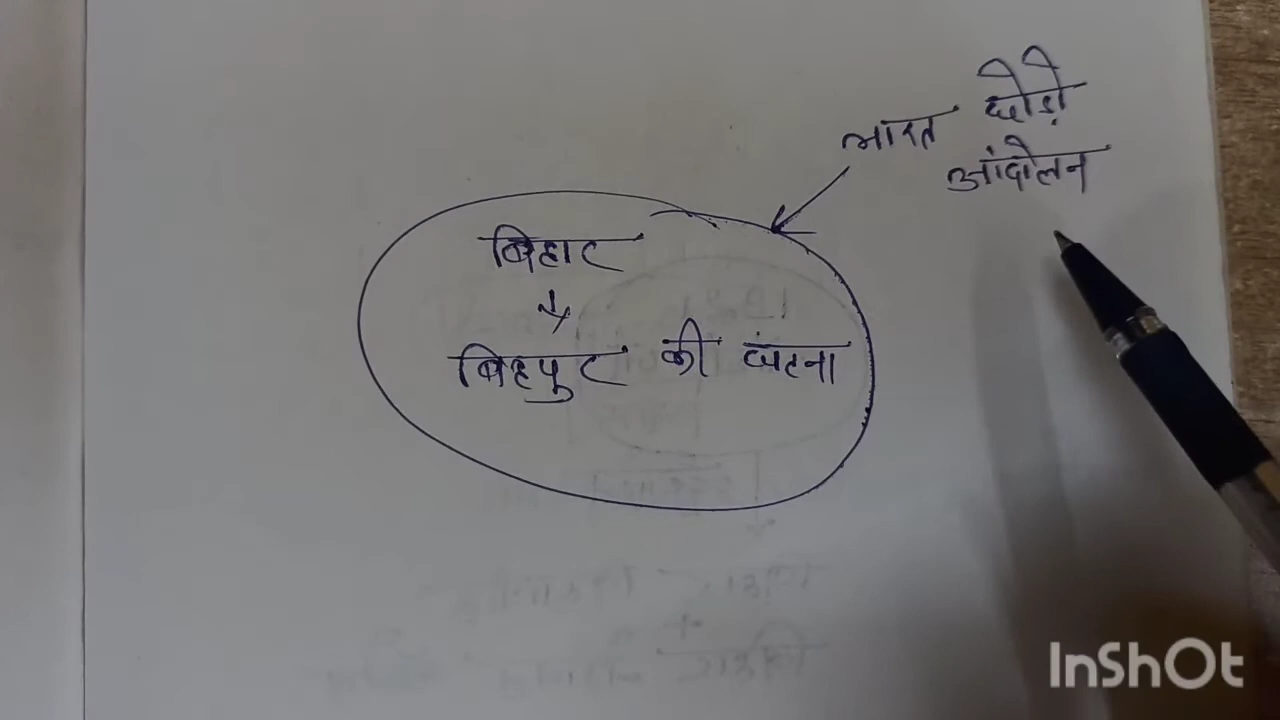 भारत छोड़ो
आंदोलन
बिहार
बिहपुर की घटना
InShOt